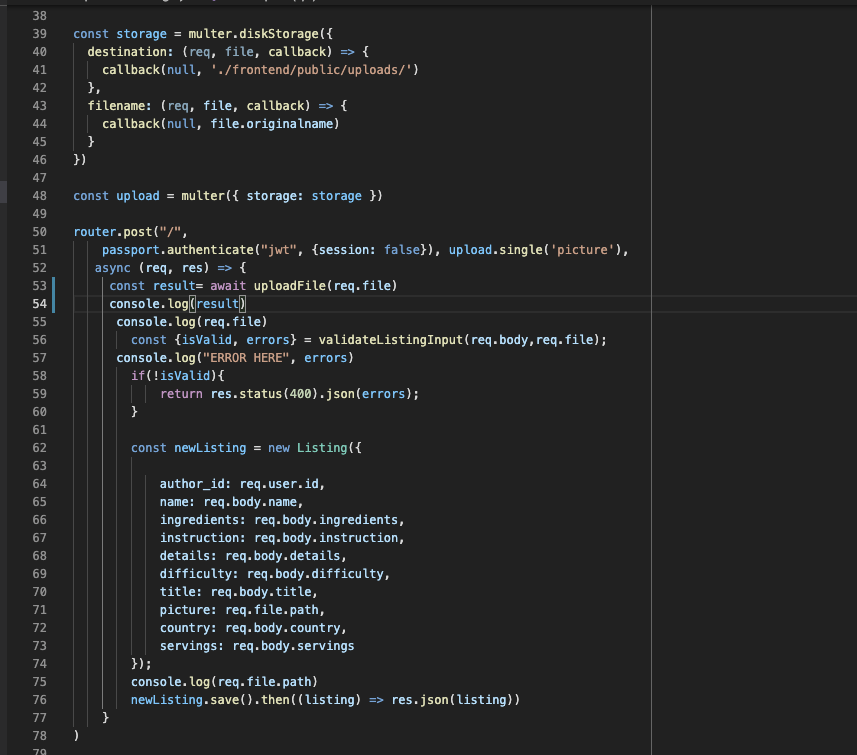 38
39 const storage = multer.diskStorage({
40 destination: (req, file, callback) => {
41 callback(null, './frontend/public/uploads/')
42 },
43 filename: (req, file, callback) => {
44 callback(null, file.originalname)
45 }
46 })
47
48 const upload = multer({ storage: storage })
49
50 router.post("/",
51 passport.authenticate("jwt", {session: false}), upload.single('picture'),
52 async (req, res) => {
53 const result= await uploadFile(req.file)
54 console.log(result)
55 console.log(req.file)
56 const {isValid, errors} = validateListingInput(req.body,req.file);
57 console.log("ERROR HERE", errors)
58 if(!isValid){
59 return res.status(400).json(errors);
60 }
61
62 const newListing = new Listing({
63
64 author_id: req.user.id,
65 name: req.body.name,
66 ingredients: req.body.ingredients,
67 instruction: req.body.instruction,
68 details: req.body.details,
69 difficulty: req.body.difficulty,
70 title: req.body.title,
71 picture: req.file.path,
72 country: req.body.country,
73 servings: req.body.servings
74 });
75 console.log(req.file.path)
76 newListing.save().then((listing) => res.json(listing))
77 }
78 )
79